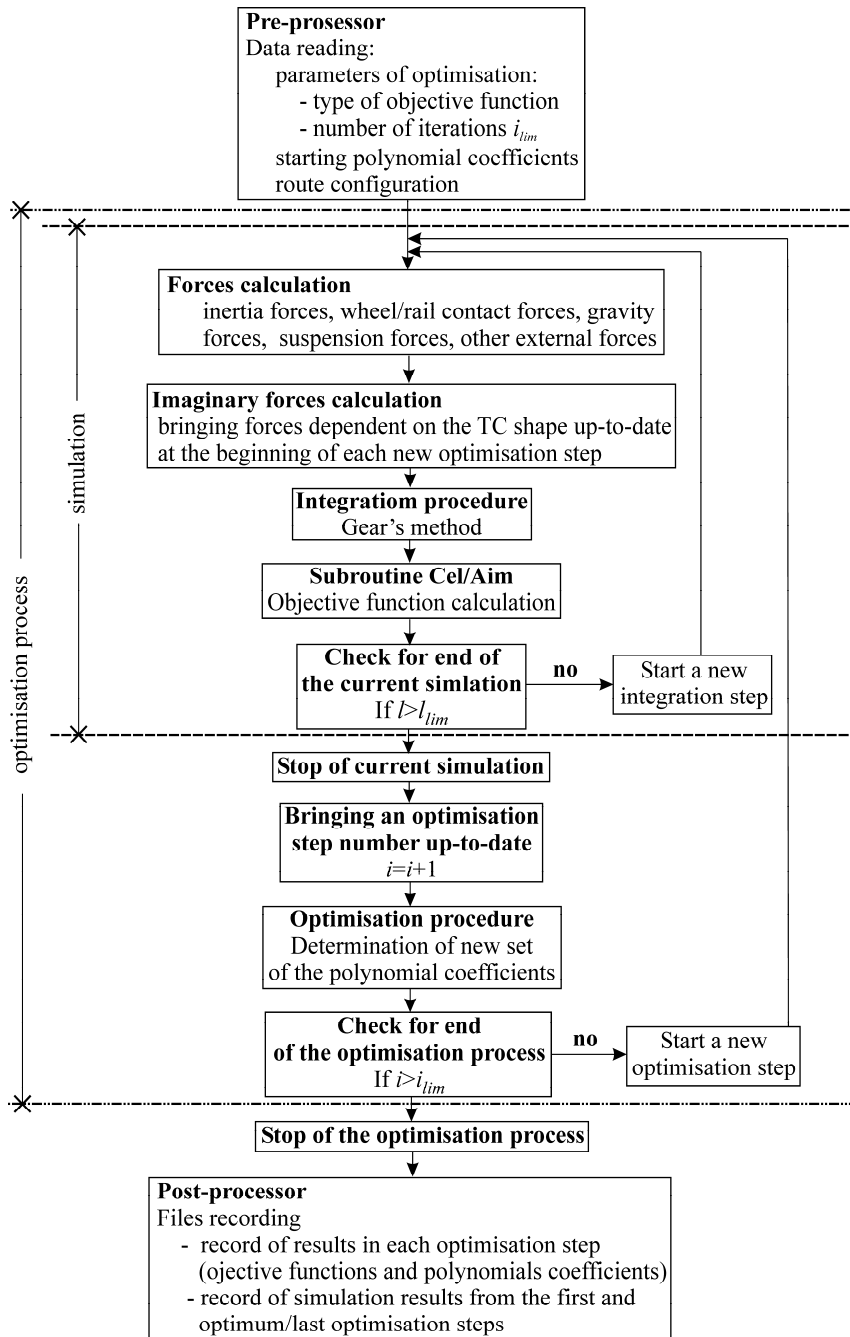 Pre-prosessor
Data reading:
parameters of optimisation:
- type of objective function
- number of iterations i_lim
starting polynomial coefficients
route configuration
Forces calculation
inertia forces, wheel/rail contact forces, gravity
forces, suspension forces, other external forces
Imaginary forces calculation
bringing forces dependent on the TC shape up-to-date
at the beginning of each new optimisation step
Integratiom procedure
Gear's method
Subroutine Cel/Aim
Objective function calculation
Check for end of
the current simlation
If l>l_lim
no
Start a new
integration step
simulation
optimisation process
Stop of current simulation
Bringing an optimisation
step number up-to-date
i=i+1
Optimisation procedure
Determination of new set
of the polynomial coefficients
Check for end
of the optimisation process
If i>i_lim
no
Start a new
optimisation step
Stop of the optimisation process
Post-processor
Files recording
- record of results in each optimisation step
(ojective functions and polynomials coefficients)
- record of simulation results from the first and
optimum/last optimisation steps